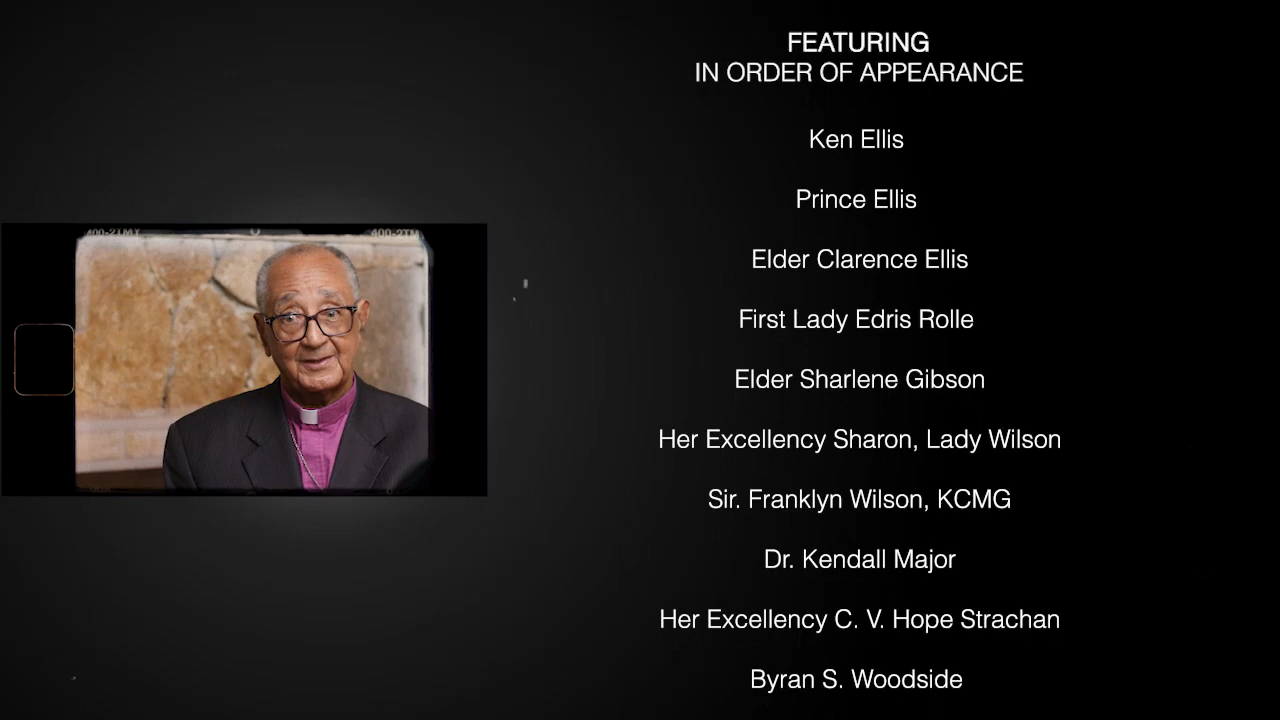 FEATURING
IN ORDER OF APPEARANCE
Ken Ellis
Prince Ellis
Elder Clarence Ellis
First Lady Edris Rolle
Elder Sharlene Gibson
Her Excellency Sharon, Lady Wilson
Sir. Franklyn Wilson, KCMG
Dr. Kendall Major
Her Excellency C. V. Hope Strachan
Byran S. Woodside